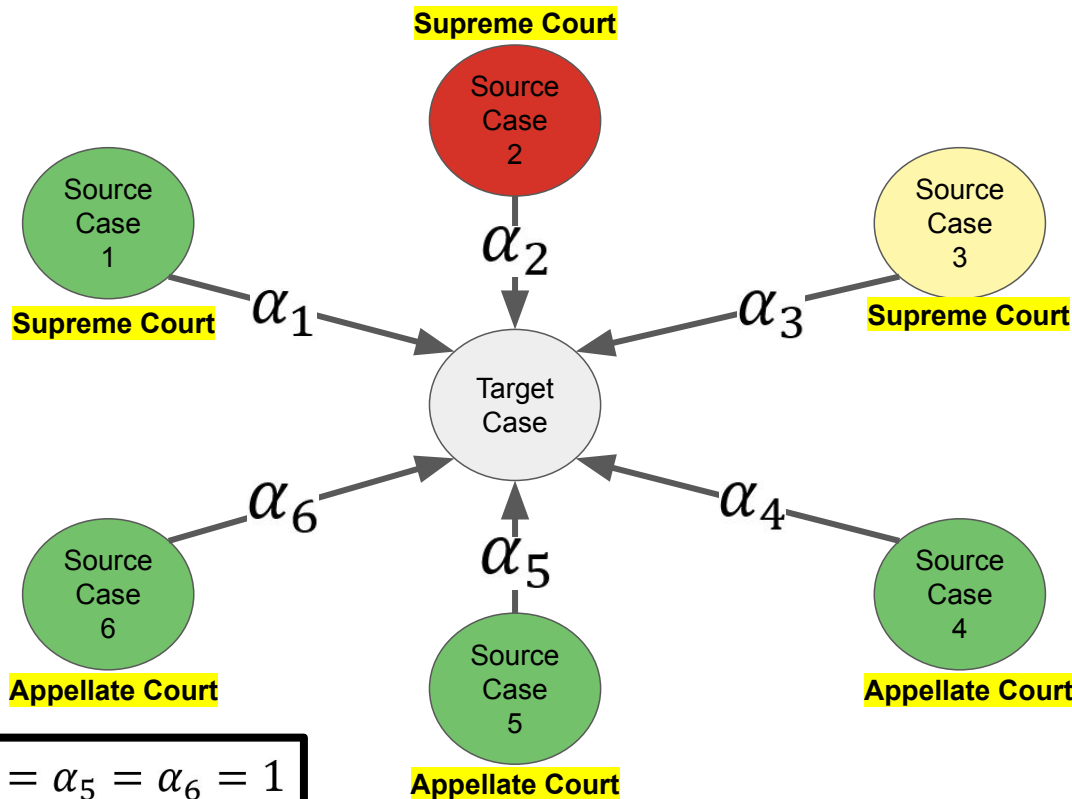 Supreme Court
Source
Case
2
Source
Case
1
Source
Case
3
α₂
α₁
α₃
Supreme Court
Supreme Court
Target
Case
α₆
α₄
α₅
Source
Case
6
Source
Case
4
Source
Case
5
Appellate Court
Appellate Court
= α₅ = α₆ = 1
Appellate Court